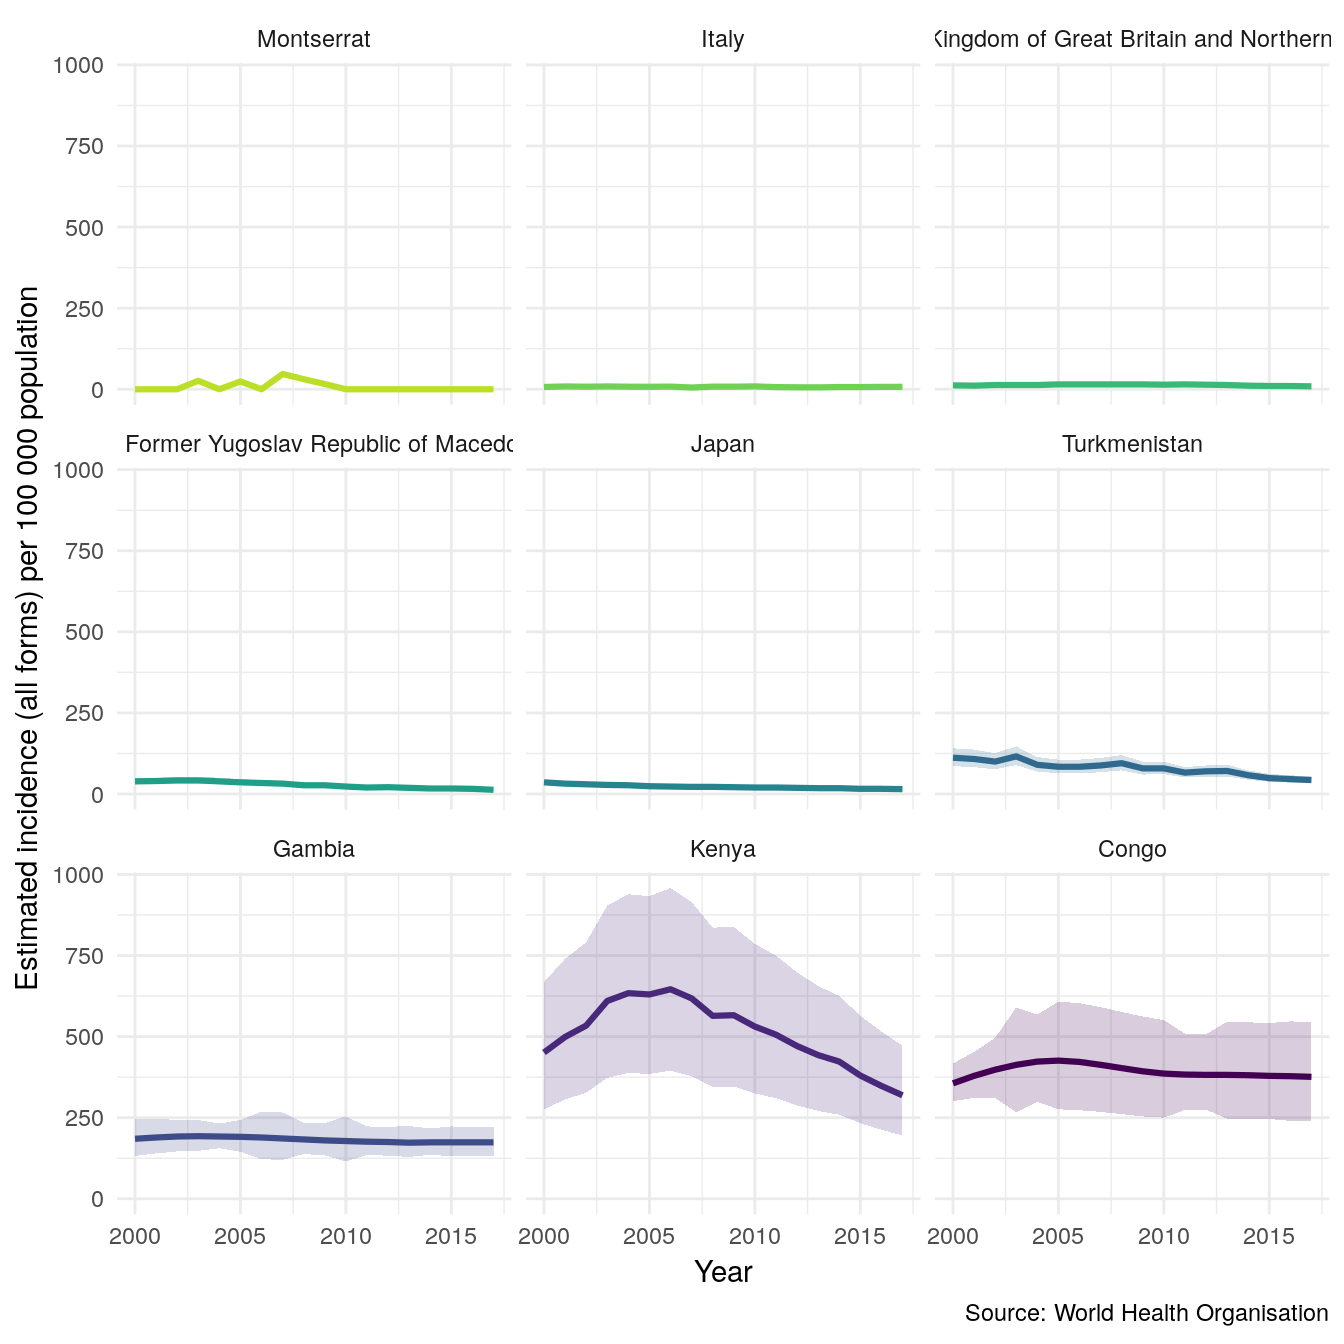 Montserrat
Italy
Kingdom of Great Britain and Northern
1000
750
500
250
0
Former Yugoslav Republic of Macedo
Japan
Turkmenistan
1000
750
500
250
0
Gambia
Kenya
Congo
1000
750
500
250
0
Estimated incidence (all forms) per 100 000 population
2000 2005 2010 2015
2000 2005 2010 2015
2000 2005 2010 2015
Year
Source: World Health Organisation